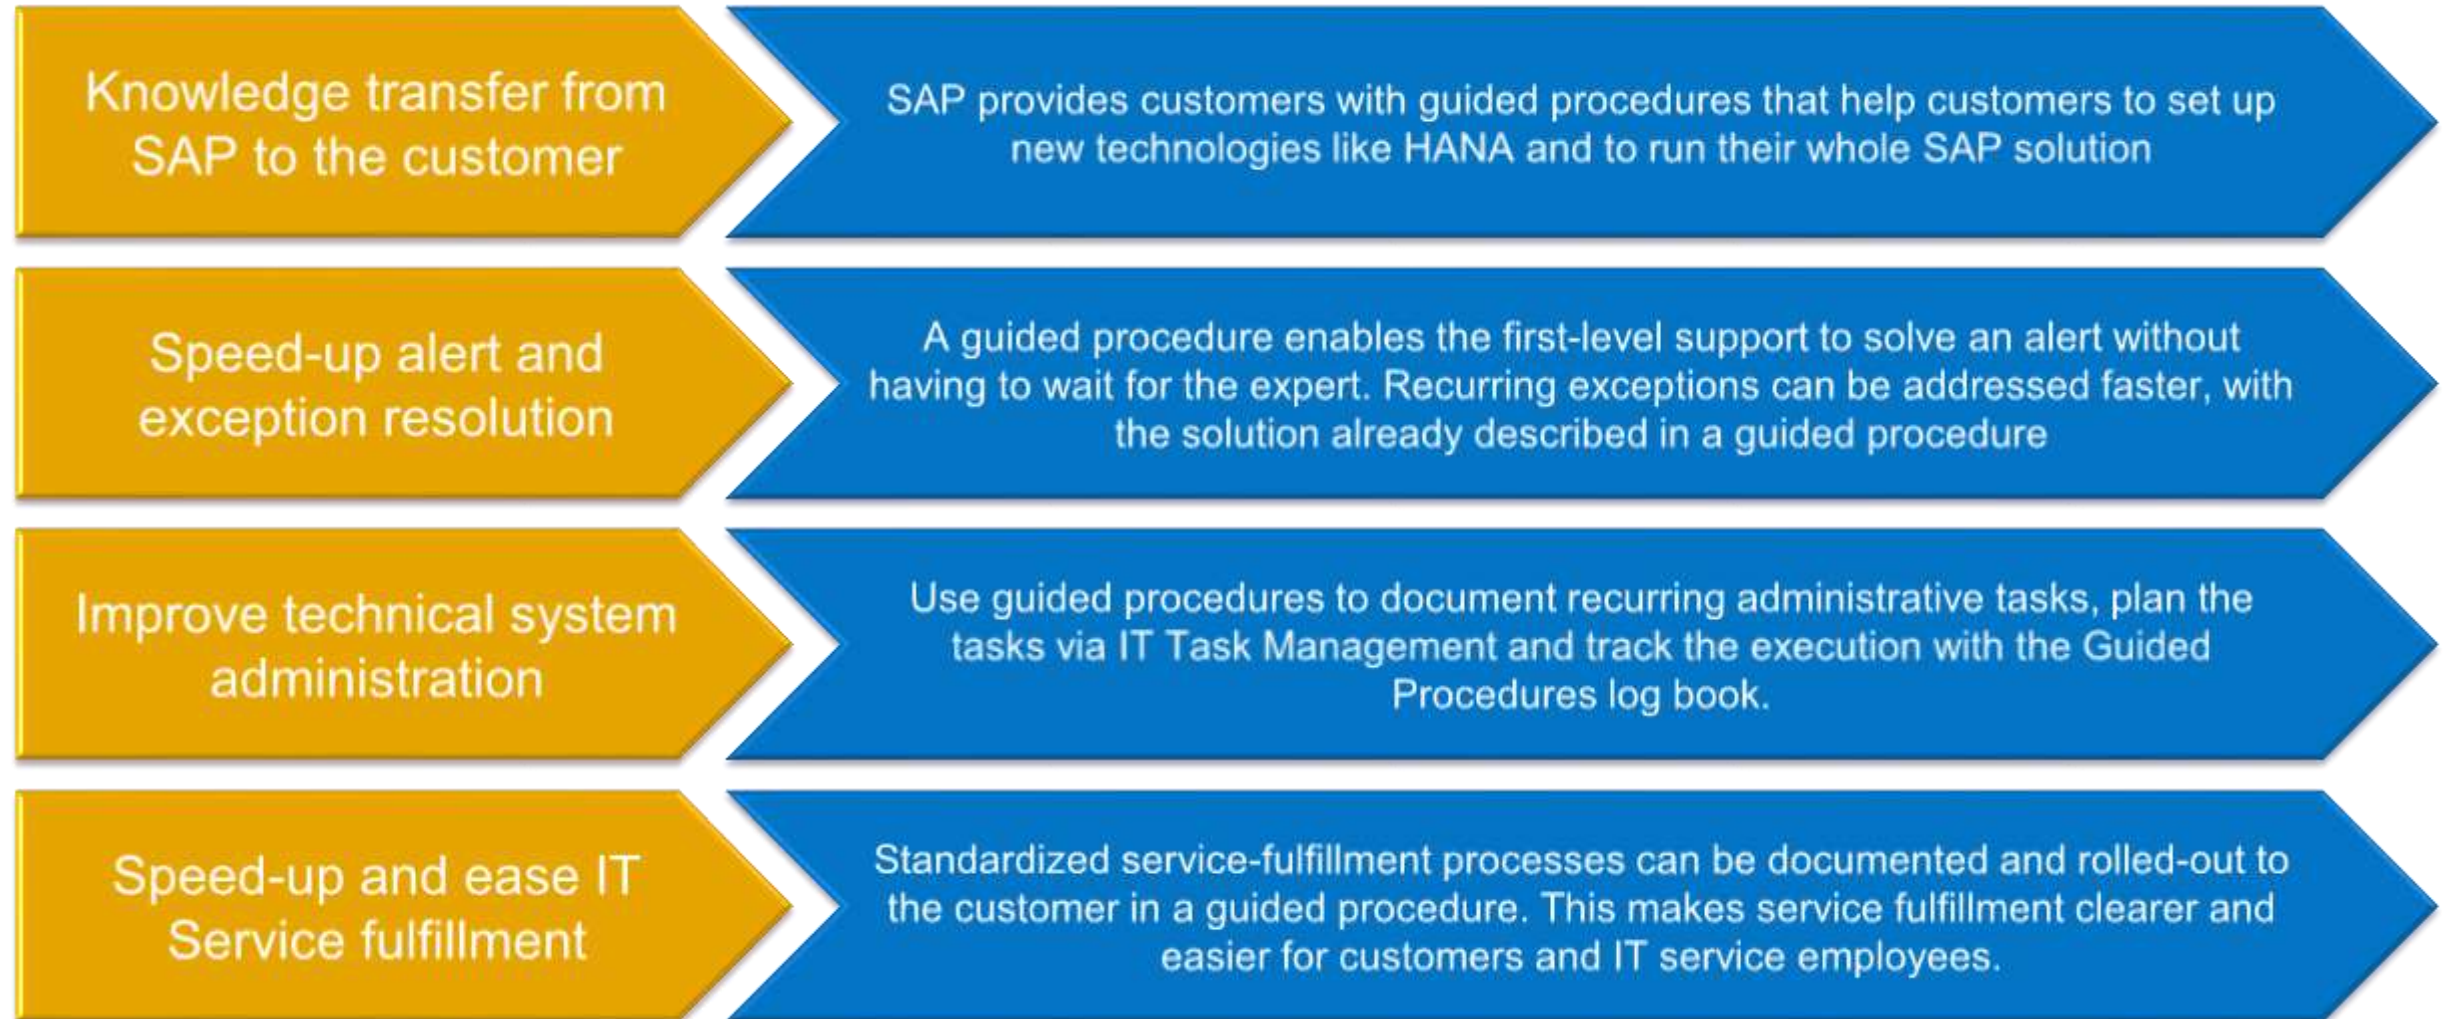 Knowledge transfer from
SAP to the customer
SAP provides customers with guided procedures that help customers to set up
new technologies like HANA and to run their whole SAP solution
Speed-up alert and
exception resolution
A guided procedure enables the first-level support to solve an alert without
having to wait for the expert. Recurring exceptions can be addressed faster, with
the solution already described in a guided procedure
Improve technical system
administration
Use guided procedures to document recurring administrative tasks, plan the
tasks via IT Task Management and track the execution with the Guided
Procedures log book.
Speed-up and ease IT
Service fulfillment
Standardized service-fulfillment processes can be documented and rolled-out to
the customer in a guided procedure. This makes service fulfillment clearer and
easier for customers and IT service employees.